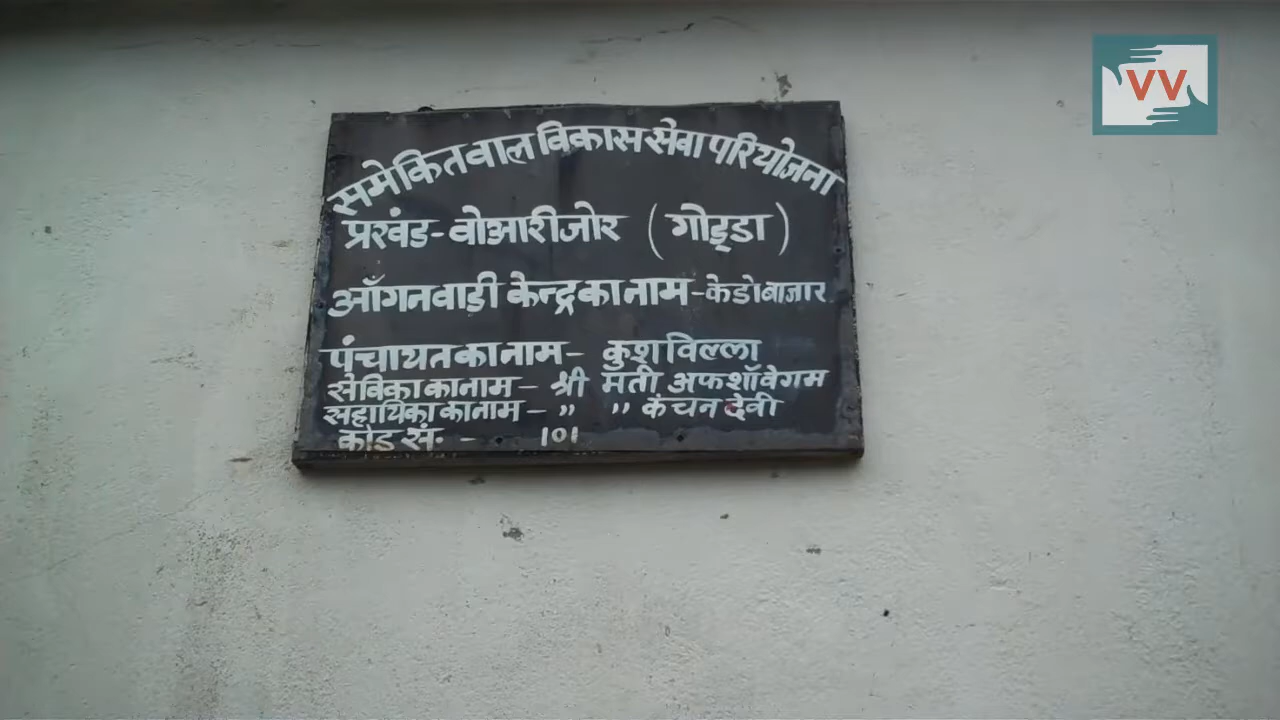 समेकित वाल विकास सेवा परियोजना
प्रखंड-वोआरीजोर (गोड्डा)
आँगनवाडी केन्द्र का नाम-केडोबाजार
पंचायत का नाम- कुशविल्ला
सेविका का नाम- श्री मती अफशाँ वेगम
सहायिका का नाम- " " कंचन देवी
कोड सं. - 101
VV